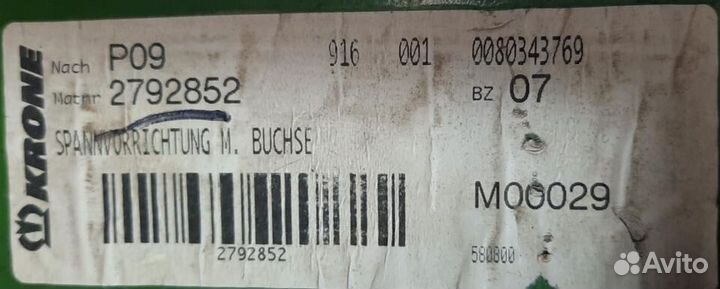 KRONE
Nach P09 916 001 0080343769
Matnr 2792852 BZ 07
SPANNVORRICHTUNG M. BUCHSE
M00029
2792852
580800
Avito